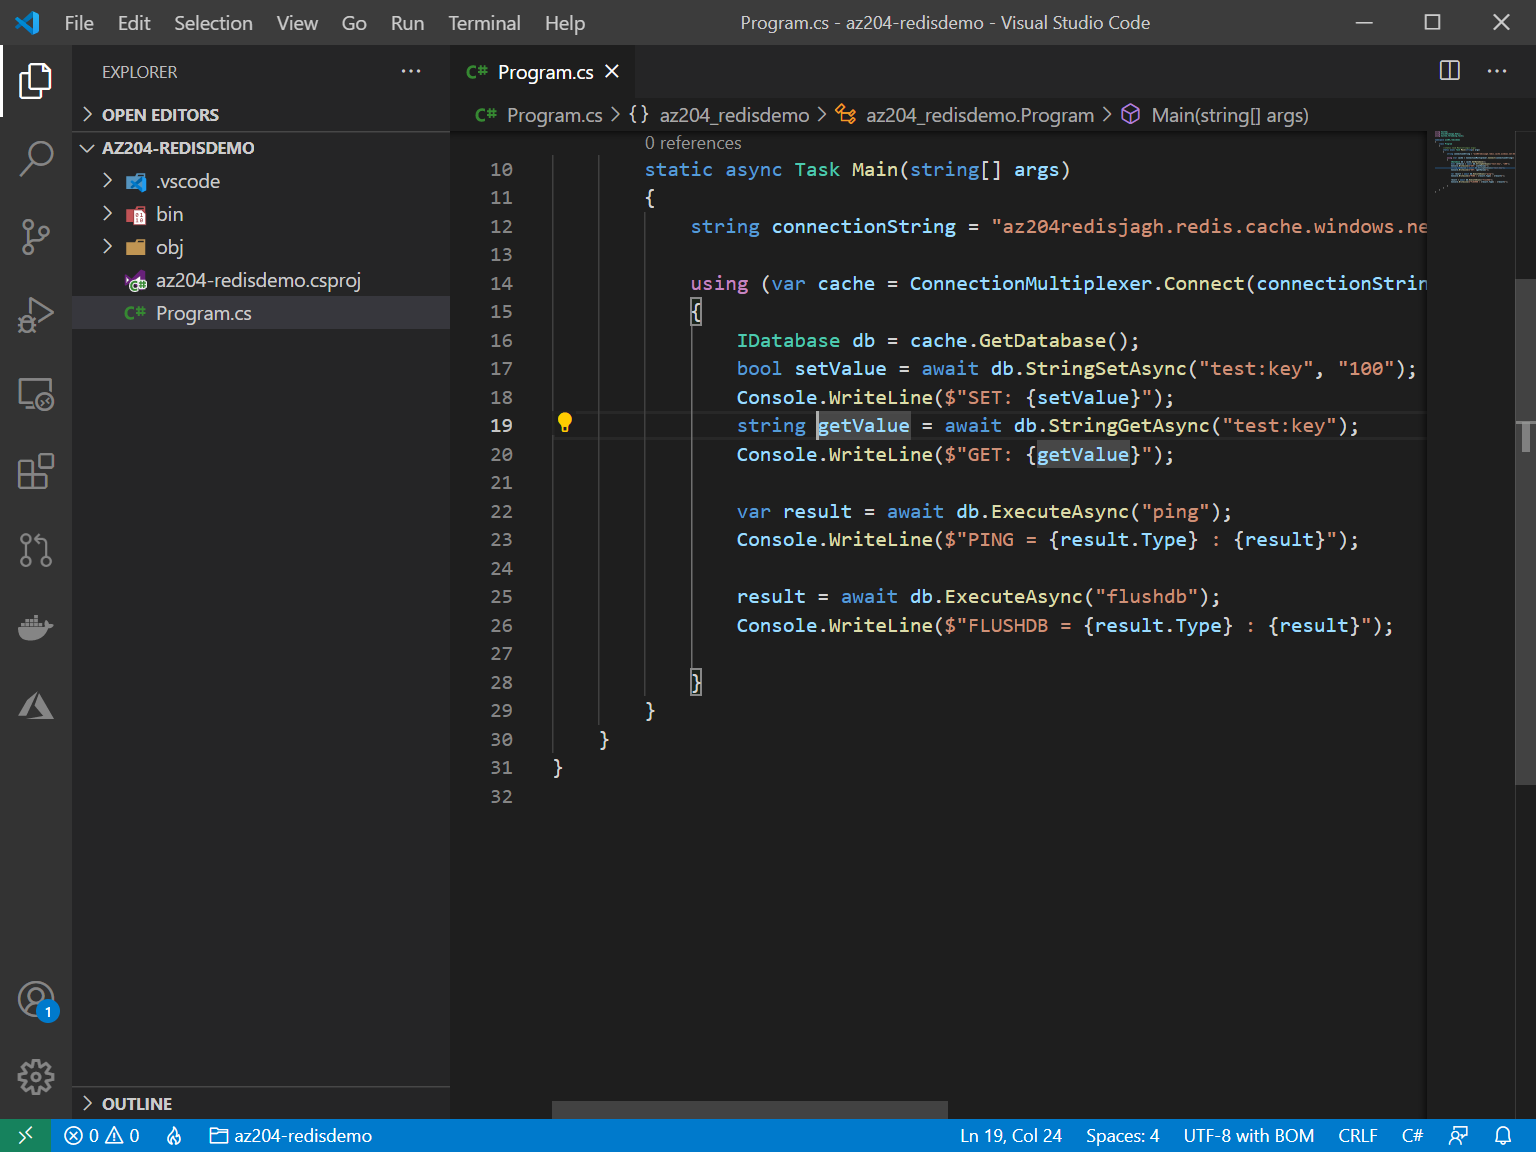 File Edit Selection View Go Run Terminal Help Program.cs - az204-redisdemo - Visual Studio Code
EXPLORER
OPEN EDITORS
AZ204-REDISDEMO
.vscode
bin
obj
az204-redisdemo.csproj
C# Program.cs
C# Program.cs
C# Program.cs > {} az204_redisdemo > az204_redisdemo.Program > Main(string[] args)
0 references
10 static async Task Main(string[] args)
11 {
12 string connectionString = "az204redisjagh.redis.cache.windows.ne
13
14 using (var cache = ConnectionMultiplexer.Connect(connectionStrin
15 {
16 IDatabase db = cache.GetDatabase();
17 bool setValue = await db.StringSetAsync("test:key", "100");
18 Console.WriteLine($"SET: {setValue}");
19 string getValue = await db.StringGetAsync("test:key");
20 Console.WriteLine($"GET: {getValue}");
21
22 var result = await db.ExecuteAsync("ping");
23 Console.WriteLine($"PING = {result.Type} : {result}");
24
25 result = await db.ExecuteAsync("flushdb");
26 Console.WriteLine($"FLUSHDB = {result.Type} : {result}");
27
28 }
29 }
30 }
31 }
32
1
OUTLINE
0 0 az204-redisdemo Ln 19, Col 24 Spaces: 4 UTF-8 with BOM CRLF C#